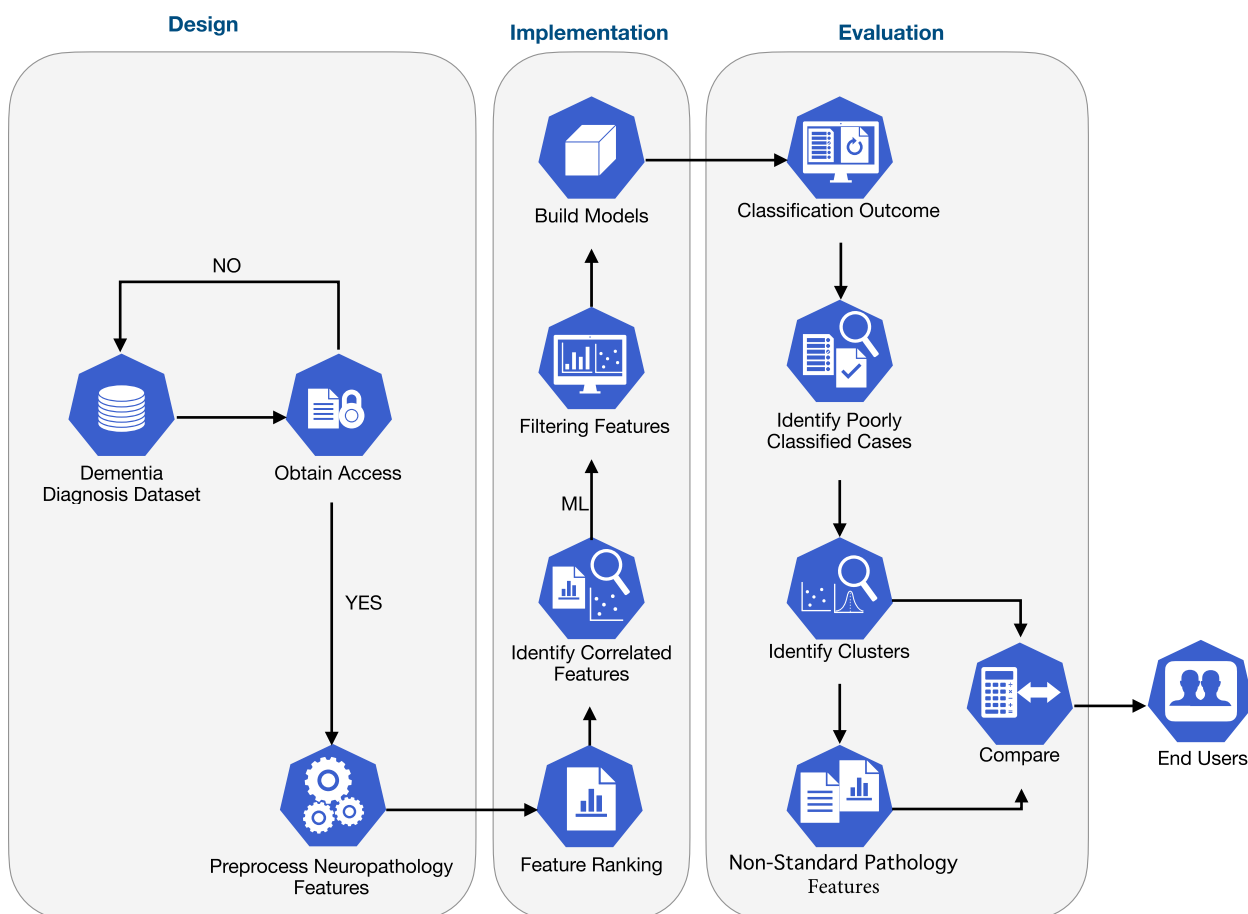 Design
Implementation
Evaluation
NO
Dementia
Diagnosis Dataset
Obtain Access
YES
Preprocess Neuropathology
Features
Build Models
Filtering Features
ML
Identify Correlated
Features
Feature Ranking
Classification Outcome
Identify Poorly
Classified Cases
Identify Clusters
Non-Standard Pathology
Features
Compare
End Users